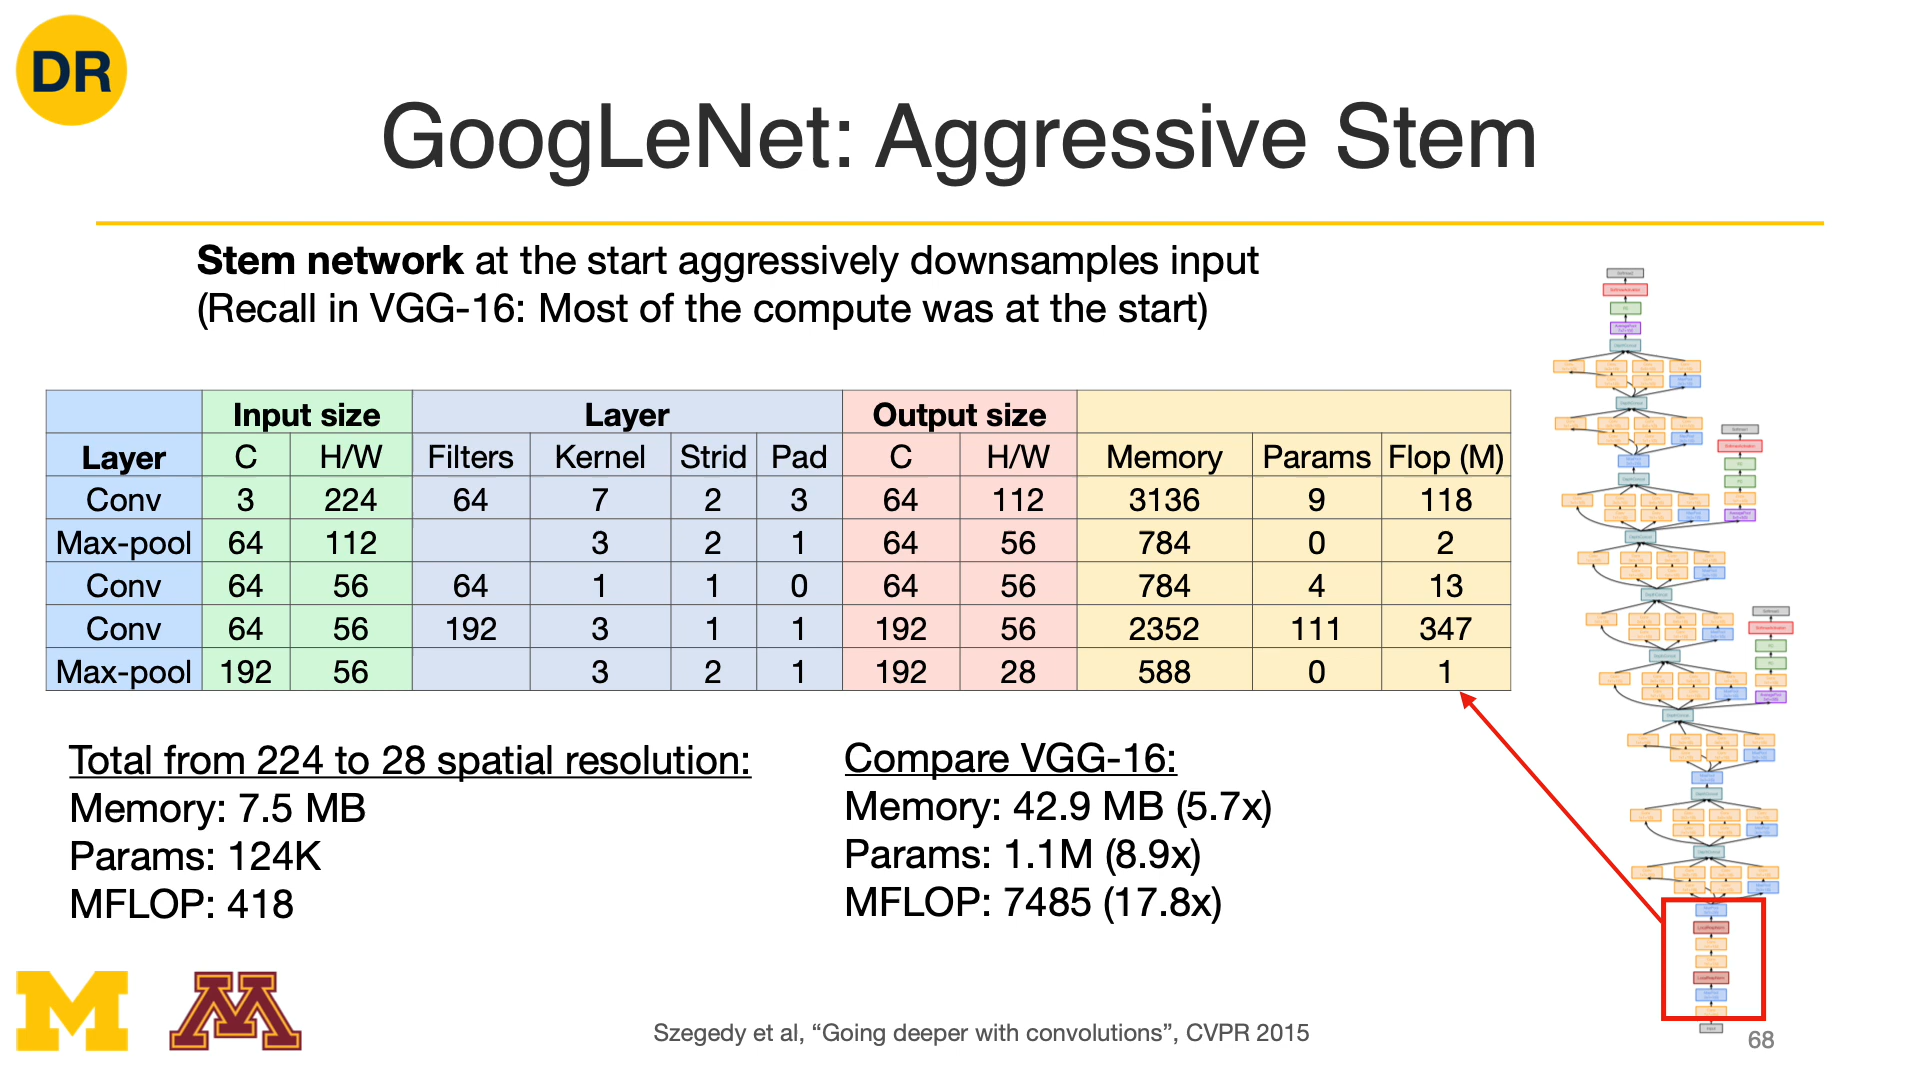 DR
GoogLeNet: Aggressive Stem
Stem network at the start aggressively downsamples input
(Recall in VGG-16: Most of the compute was at the start)
Input size Layer Output size
Layer C H/W Filters Kernel Strid Pad C H/W Memory Params Flop (M)
Conv 3 224 64 7 2 3 64 112 3136 9 118
Max-pool 64 112 3 2 1 64 56 784 0 2
Conv 64 56 64 1 1 0 64 56 784 4 13
Conv 64 56 192 3 1 1 192 56 2352 111 347
Max-pool 192 56 3 2 1 192 28 588 0 1
Total from 224 to 28 spatial resolution:
Memory: 7.5 MB
Params: 124K
MFLOP: 418
Compare VGG-16:
Memory: 42.9 MB (5.7x)
Params: 1.1M (8.9x)
MFLOP: 7485 (17.8x)
M M
Szegedy et al, “Going deeper with convolutions”, CVPR 2015
68